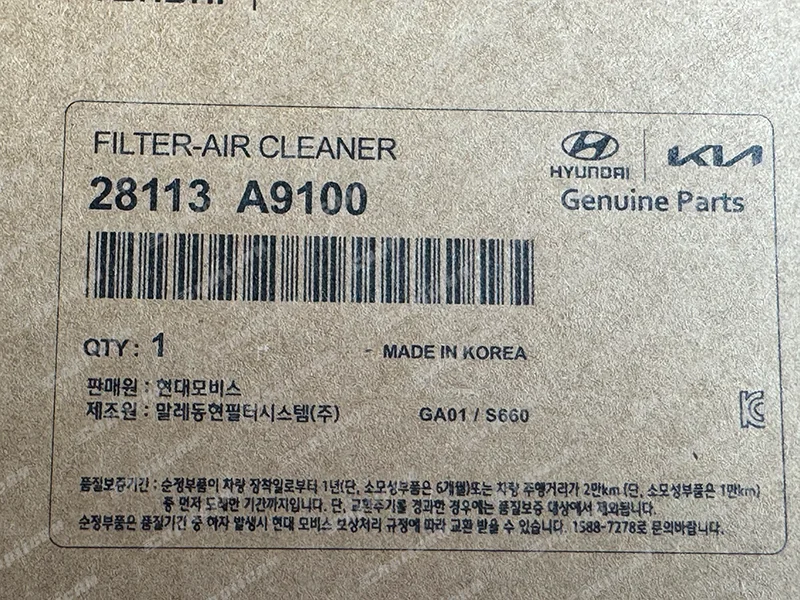 FILTER-AIR CLEANER
28113 A9100
HYUNDAI
KIA
Genuine Parts
QTY : 1
- MADE IN KOREA
판매원 : 현대모비스
제조원 : 말레동현필터시스템(주)
GA01 / S660
품질보증기간 : 순정부품이 차량 장착일로부터 1년(단, 소모성부품은 6개월)또는 차량 주행거리가 2만km (단, 소모성부품은 1만km)
중 먼저 도래한 기간까지입니다. 단, 교환주기를 경과한 경우에는 품질보증 대상에서 제외됩니다.
순정부품은 품질기간 중 하자 발생시 현대 모비스 보상처리 규정에 따라 교환 받을 수 있습니다. 1588-7278로 문의바랍니다.